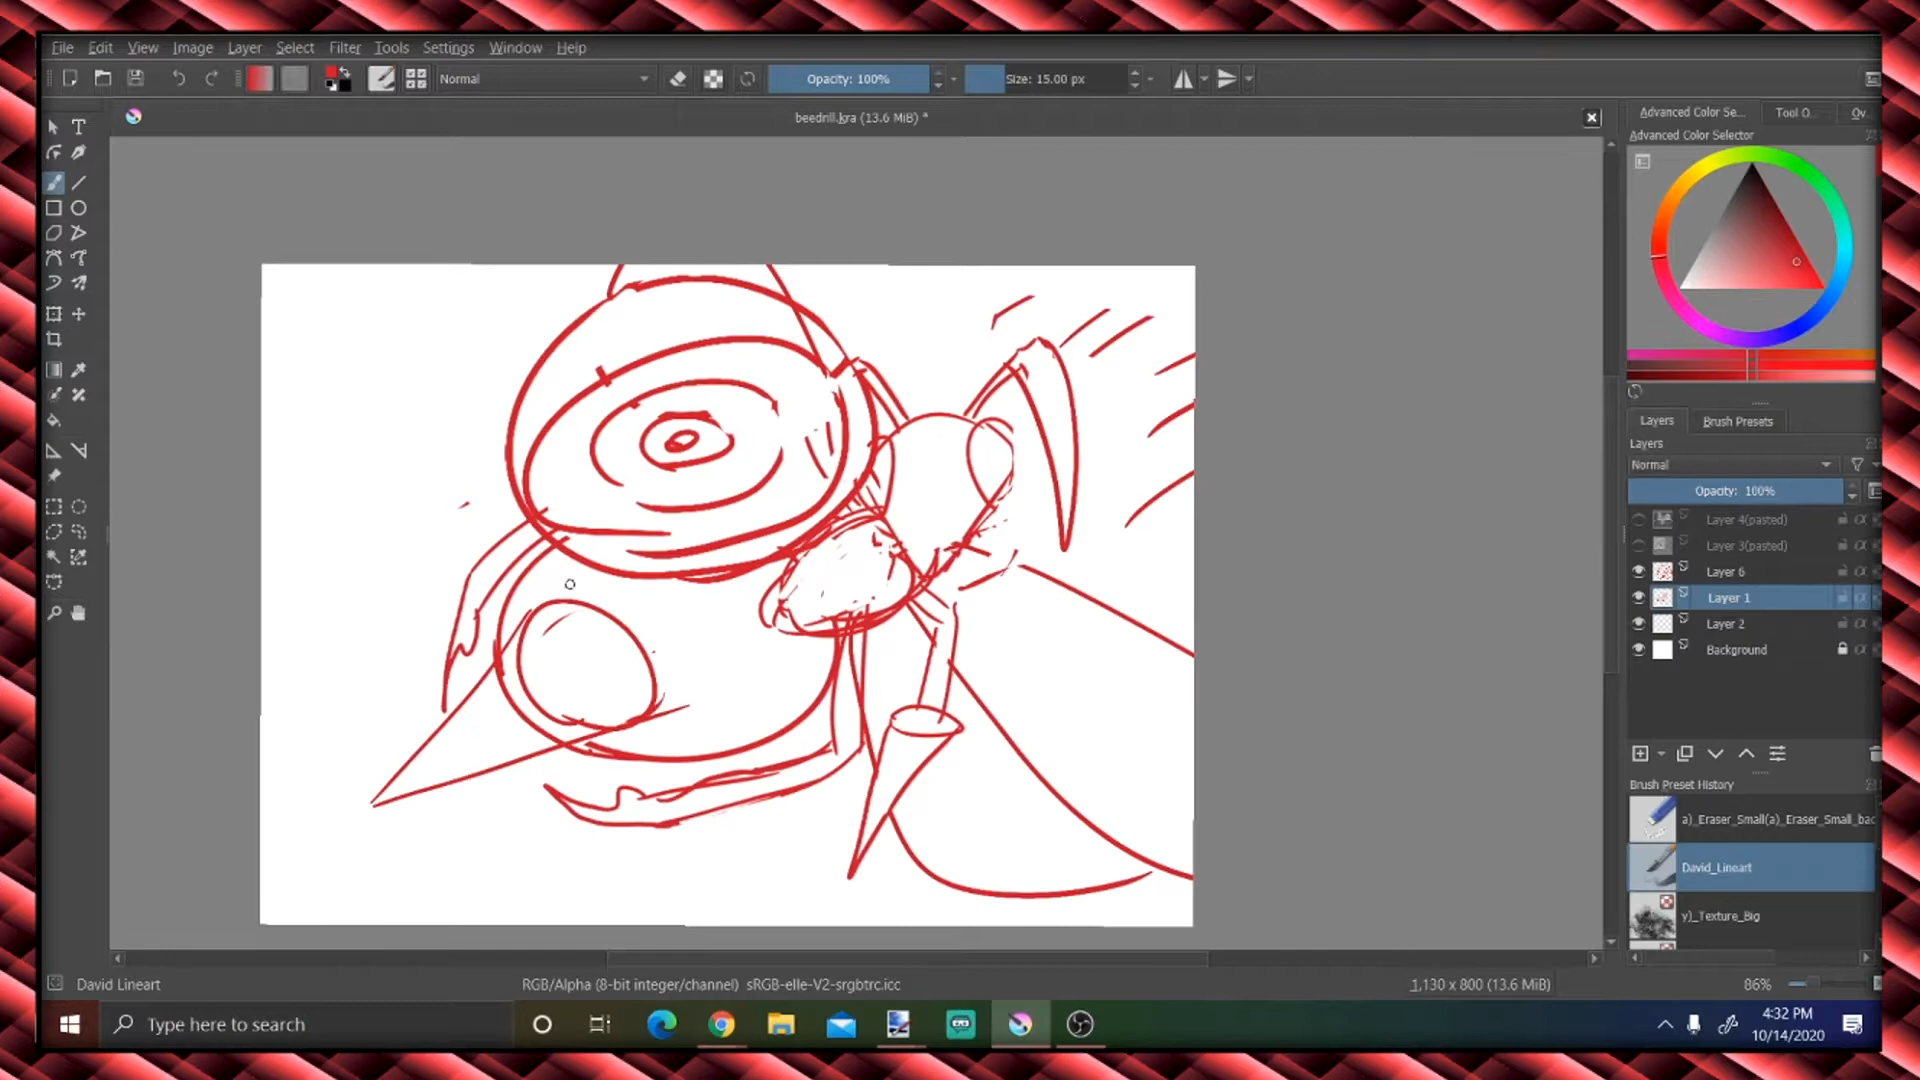 File Edit View Image Layer Select Filter Tools Settings Window Help
Normal
Opacity: 100%
Size: 15.00 px
beedrill.kra (13.6 MiB) *
Advanced Color Se... Tool O... Ov
Advanced Color Selector
Layers Brush Presets
Layers
Normal
Opacity: 100%
Layer 4(pasted)
Layer 3(pasted)
Layer 6
Layer 1
Layer 2
Background
Brush Preset History
a)_Eraser_Small(a)_Eraser_Small_bac
David_Lineart
y)_Texture_Big
David Lineart
RGB/Alpha (8-bit integer/channel) sRGB-elle-V2-srgbtrc.icc
1,130 x 800 (13.6 MiB)
86%
Type here to search
4:32 PM
10/14/2020